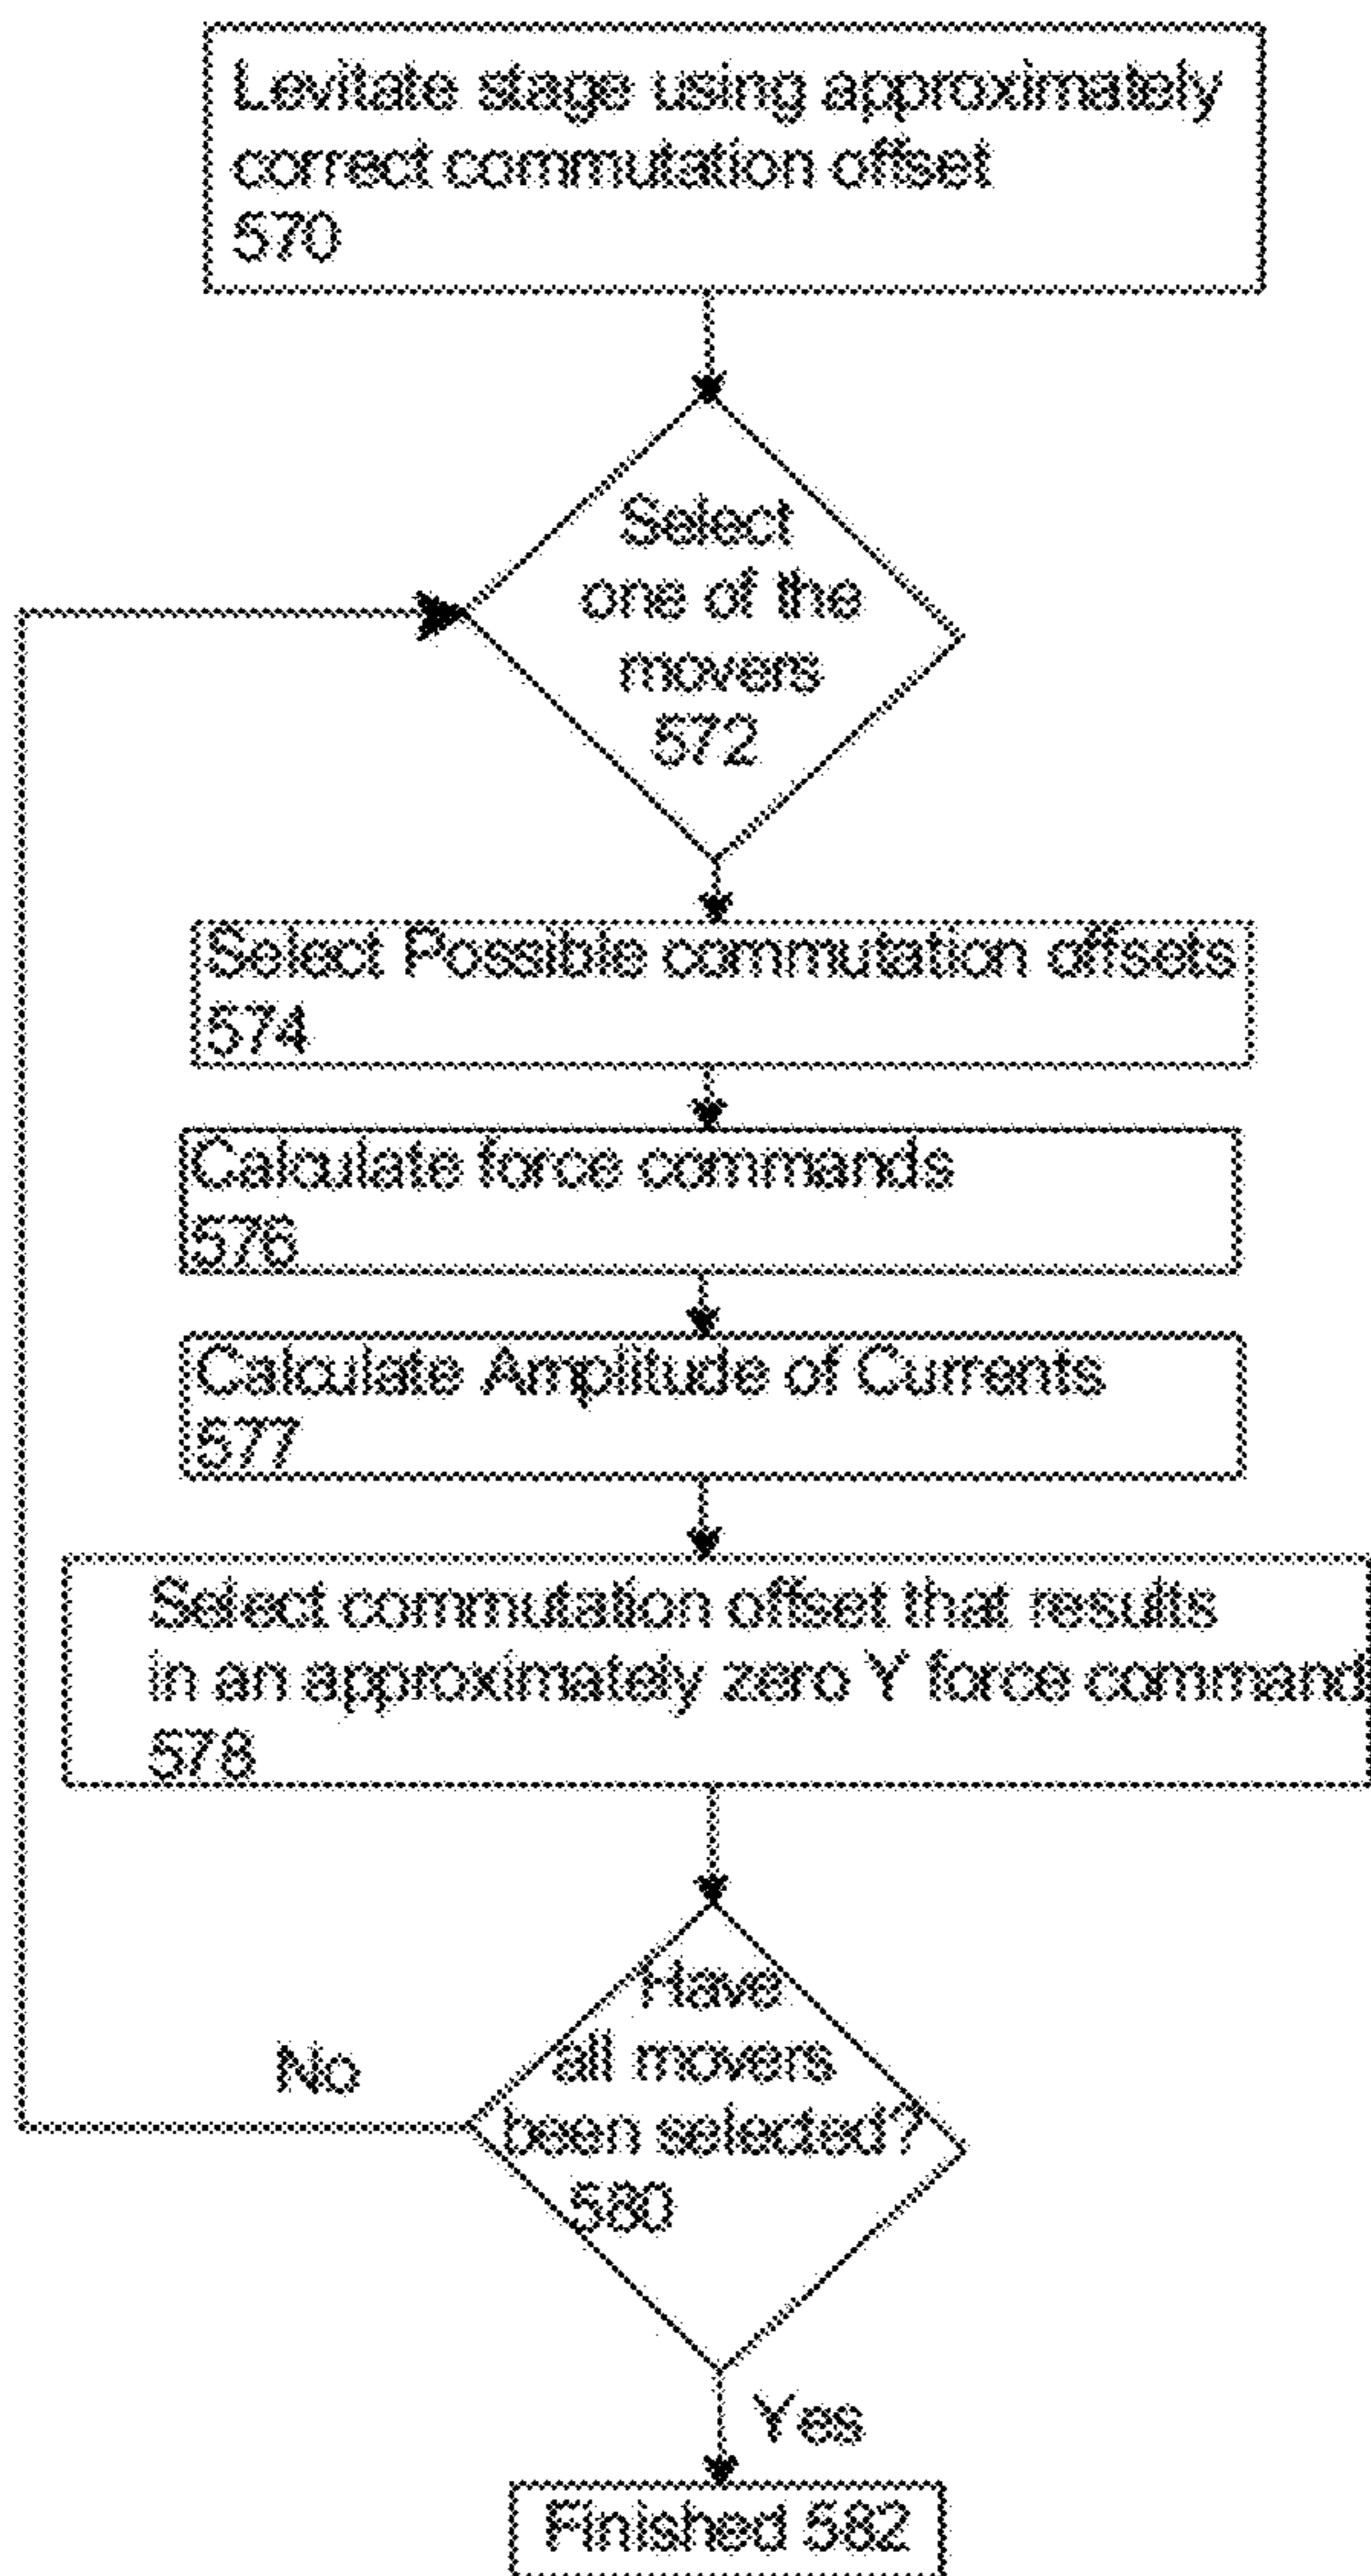 Levitate stage using approximately
correct commutation offset
570
Select
one of the
movers
572
Select Possible commutation offsets
574
Calculate force commands
576
Calculate Amplitude of Currents
577
Select commutation offset that results
in an approximately zero Y force command
578
Have
all movers
been selected?
580
No
Yes
Finished 582